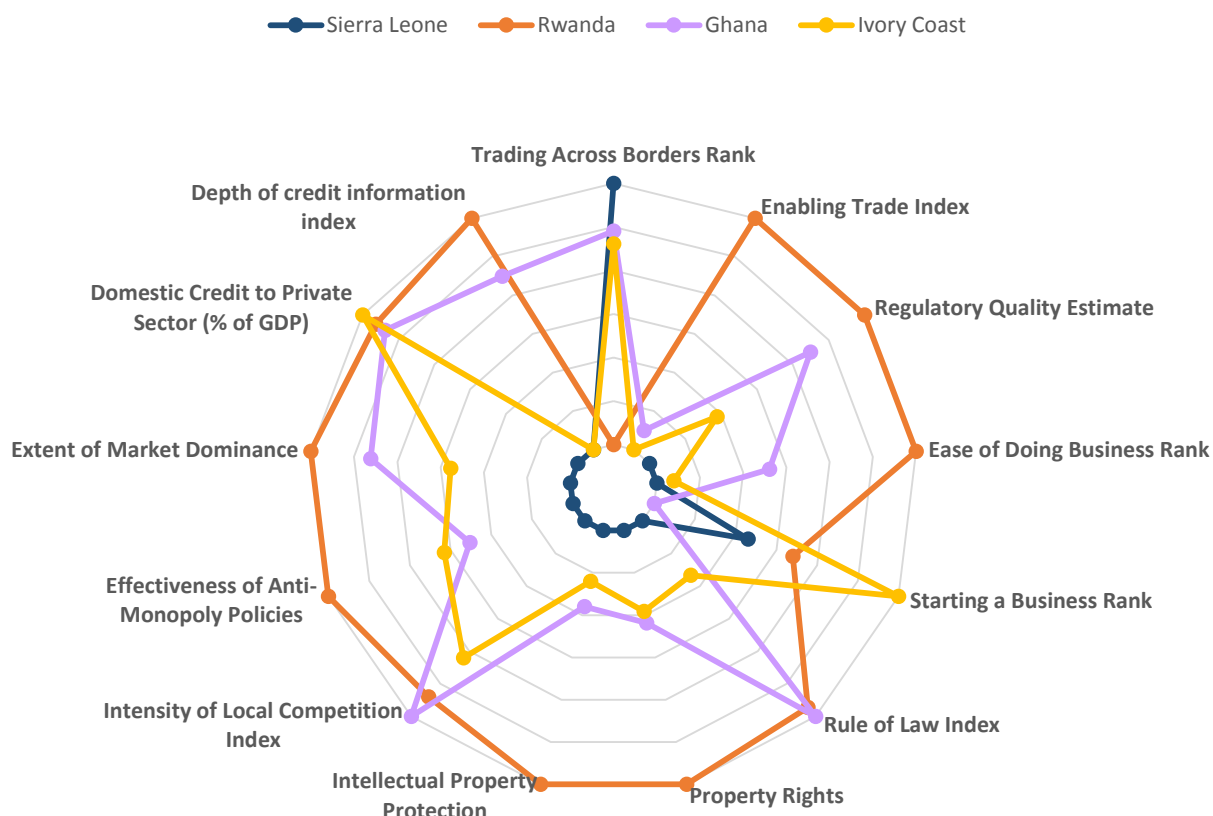 Sierra Leone
Rwanda
Ghana
Ivory Coast
Trading Across Borders Rank
Enabling Trade Index
Regulatory Quality Estimate
Ease of Doing Business Rank
Starting a Business Rank
Rule of Law Index
Property Rights
Intellectual Property
Protection
Intensity of Local Competition
Index
Effectiveness of Anti-
Monopoly Policies
Extent of Market Dominance
Domestic Credit to Private
Sector (% of GDP)
Depth of credit information
index